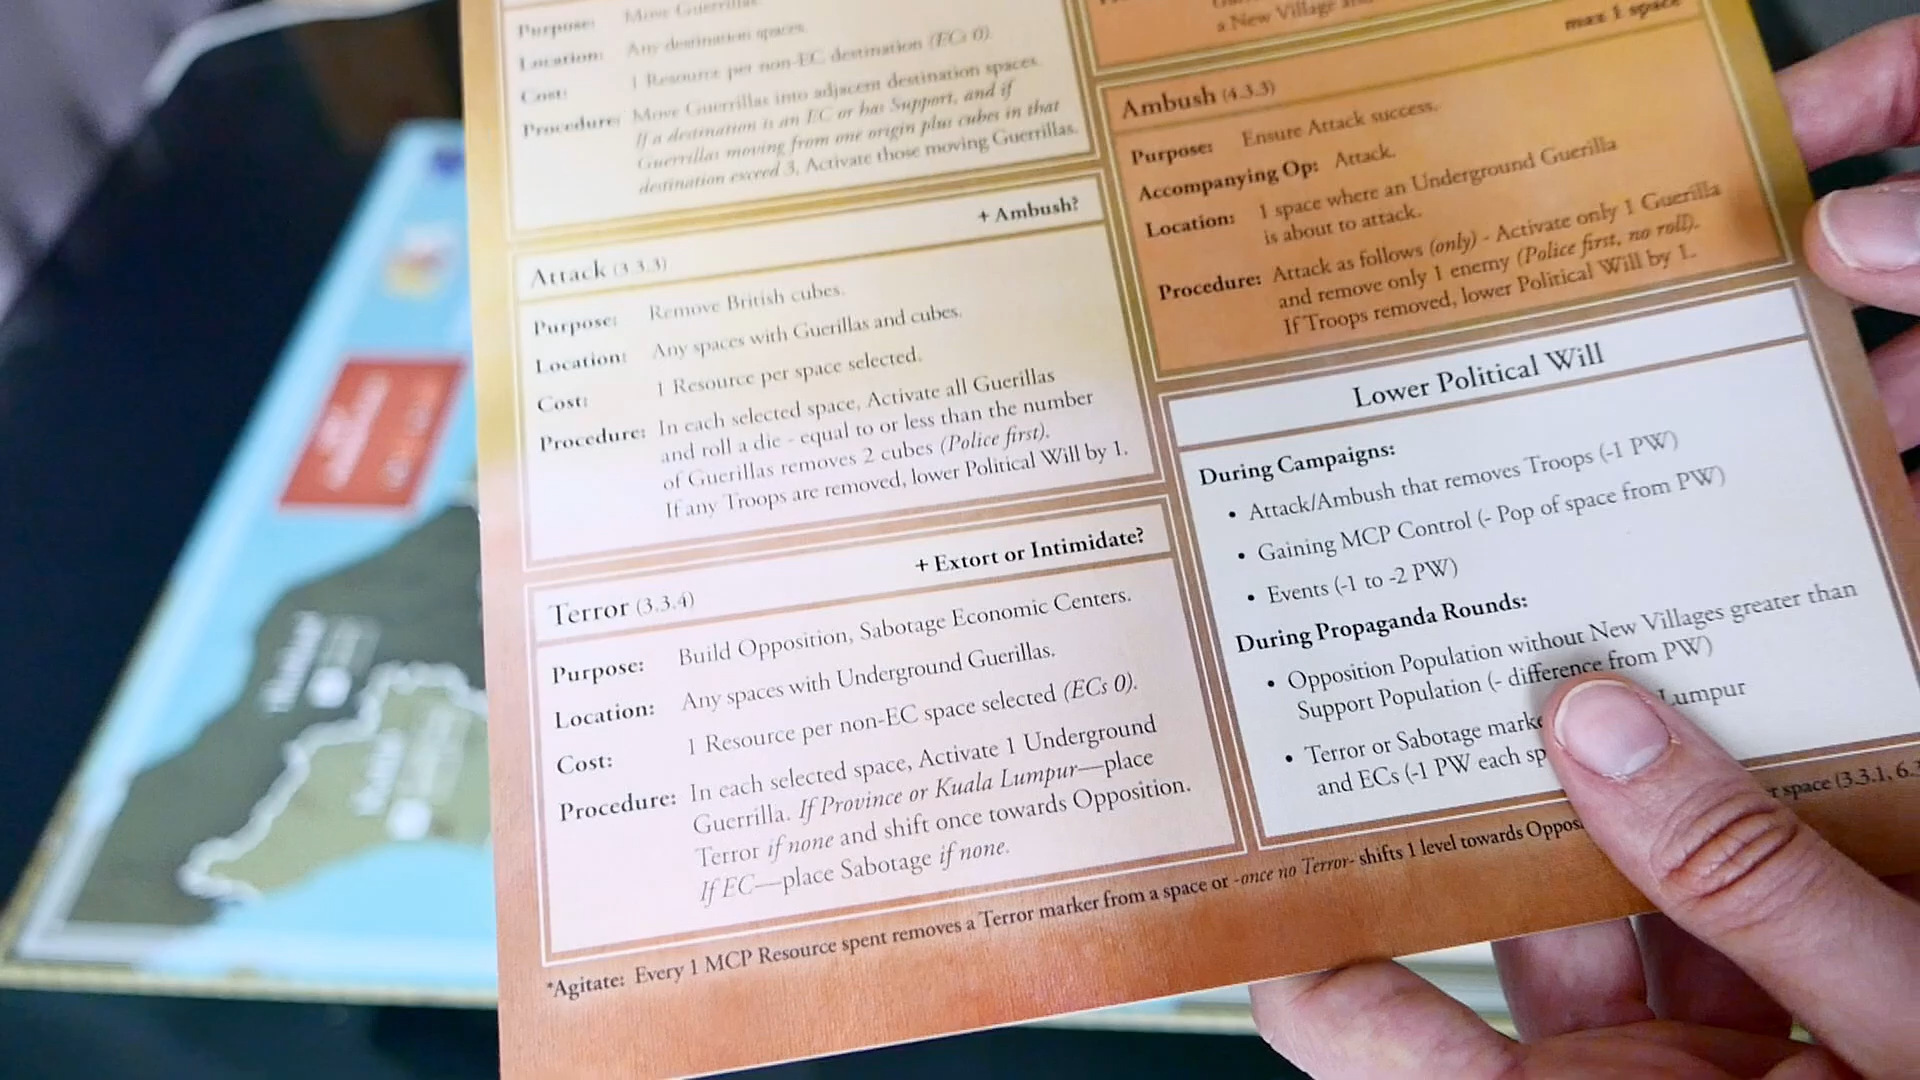 Purpose: Move Guerrillas.
Location: Any destination spaces.
Cost: 1 Resource per non-EC destination (ECs 0).
Procedure: Move Guerrillas into adjacent destination spaces.
If a destination is an EC or has Support, and if
Guerrillas moving from one origin plus cubes in that
destination exceed 3, Activate those moving Guerrillas.
+ Ambush?
Attack (3.3.3)
Purpose: Remove British cubes.
Location: Any spaces with Guerillas and cubes.
Cost: 1 Resource per space selected.
Procedure: In each selected space, Activate all Guerillas
and roll a die - equal to or less than the number
of Guerillas removes 2 cubes (Police first).
If any Troops are removed, lower Political Will by 1.
+ Extort or Intimidate?
Terror (3.3.4)
Purpose: Build Opposition, Sabotage Economic Centers.
Location: Any spaces with Underground Guerillas.
Cost: 1 Resource per non-EC space selected (ECs 0).
Procedure: In each selected space, Activate 1 Underground
Guerilla. If Province or Kuala Lumpur—place
Terror if none and shift once towards Opposition.
If EC—place Sabotage if none.
a New Village
max 1 space
Ambush (4.3.3)
Purpose: Ensure Attack success.
Accompanying Op: Attack.
Location: 1 space where an Underground Guerilla
is about to attack.
Procedure: Attack as follows (only) - Activate only 1 Guerilla
and remove only 1 enemy (Police first, no roll).
If Troops removed, lower Political Will by 1.
Lower Political Will
During Campaigns:
• Attack/Ambush that removes Troops (-1 PW)
• Gaining MCP Control (- Pop of space from PW)
• Events (-1 to -2 PW)
During Propaganda Rounds:
• Opposition Population without New Villages greater than
Support Population (- difference from PW)
• Terror or Sabotage marke Lumpur
and ECs (-1 PW each sp
*Agitate: Every 1 MCP Resource spent removes a Terror marker from a space or -once no Terror- shifts 1 level towards Oppos space (3.3.1, 6.3